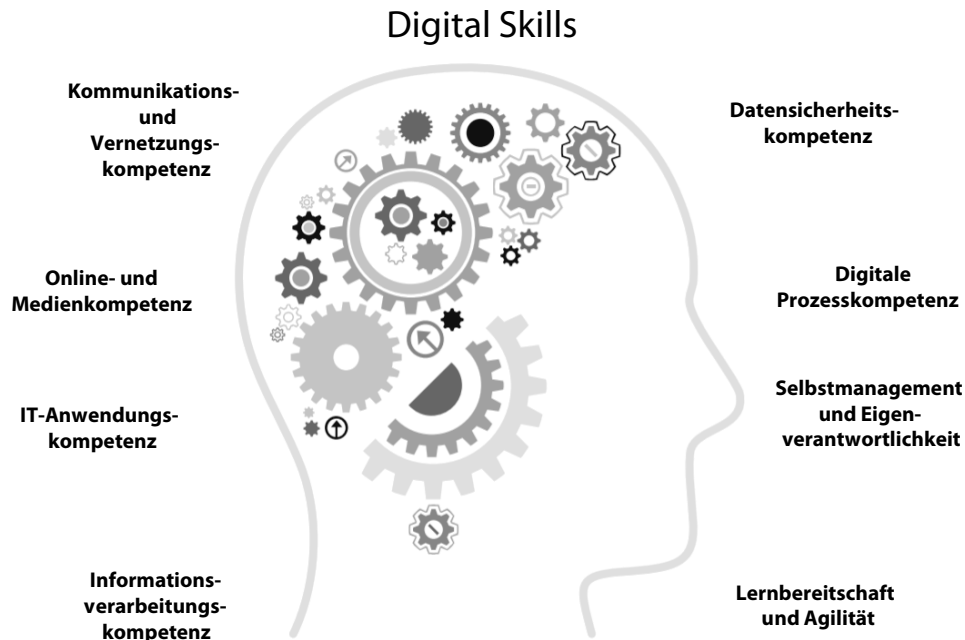 Digital Skills
Kommunikations-
und
Vernetzungs-
kompetenz
Online- und
Medienkompetenz
IT-Anwendungs-
kompetenz
Informations-
verarbeitungs-
kompetenz
Datensicherheits-
kompetenz
Digitale
Prozesskompetenz
Selbstmanagement
und Eigen-
verantwortlichkeit
Lernbereitschaft
und Agilität